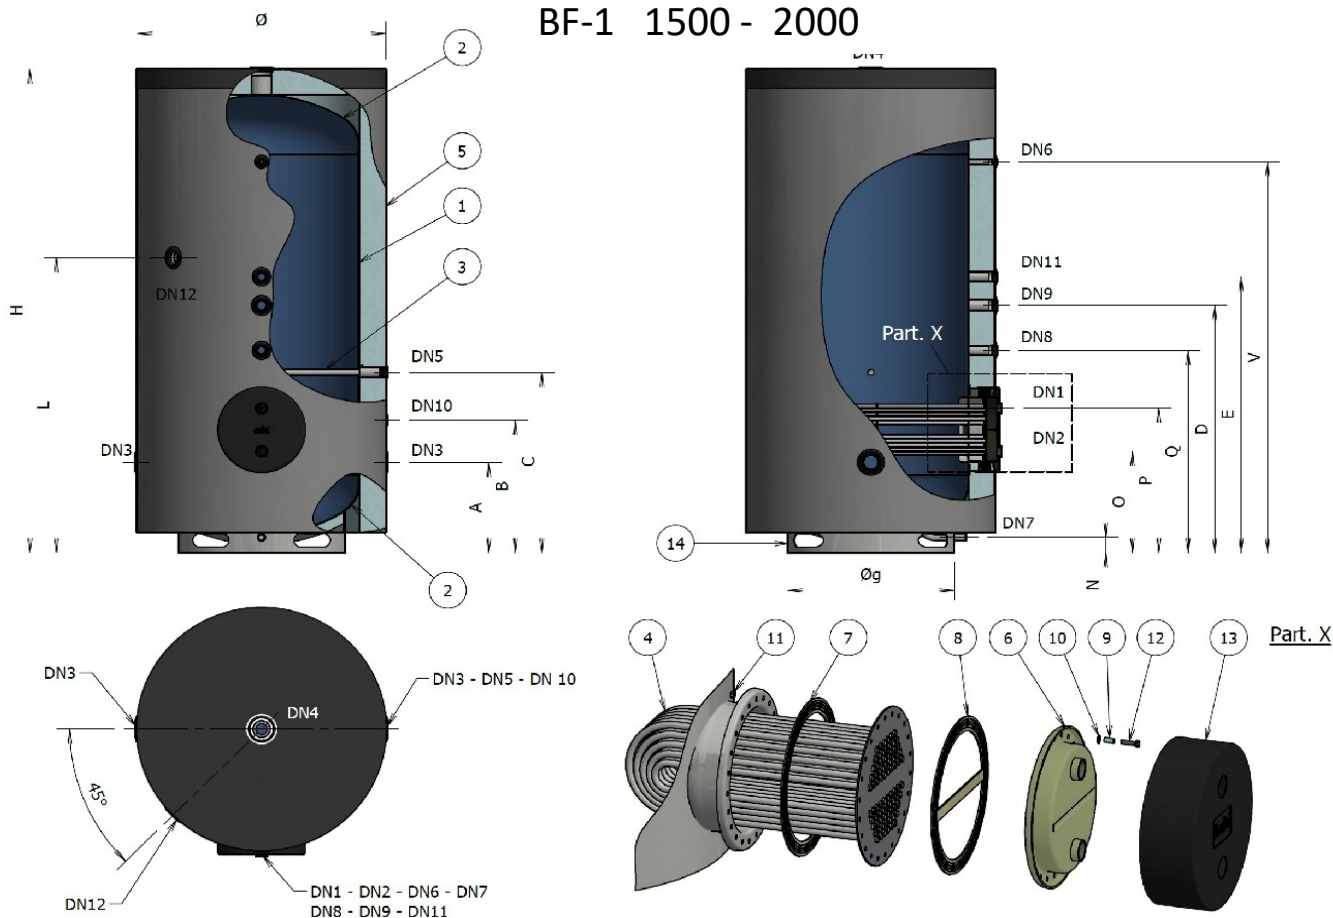 BF-1 1500 - 2000
Ø
2
DN4
5
DN6
1
3
DN11
DN12
DN9
H
Part. X
V
DN5
DN8
L
DN10
DN1
DN3
DN3
DN2
A
B
C
O
P
Q
D
E
DN7
14
Øg
N
2
4
11
7
8
6
10
9
12
13
Part. X
DN3
DN3 - DN5 - DN 10
DN4
45°
DN12
DN1 - DN2 - DN6 - DN7
DN8 - DN9 - DN11